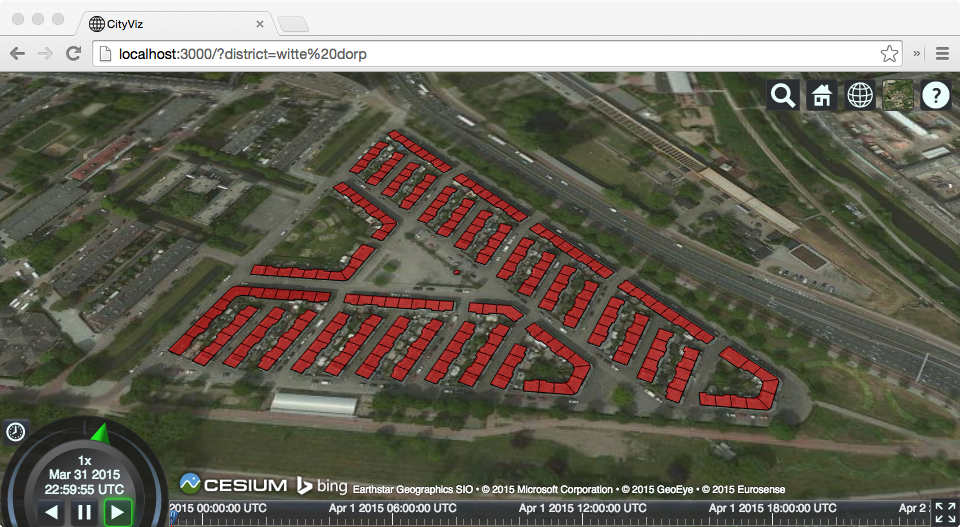 CityViz
localhost:3000/?district=witte%20dorp
1x
Mar 31 2015
22:59:55 UTC
CESIUM bing Earthstar Geographics SIO • © 2015 Microsoft Corporation • © 2015 GeoEye • © 2015 Eurosense
2015 00:00:00 UTC Apr 1 2015 06:00:00 UTC Apr 1 2015 12:00:00 UTC Apr 1 2015 18:00:00 UTC Apr 2